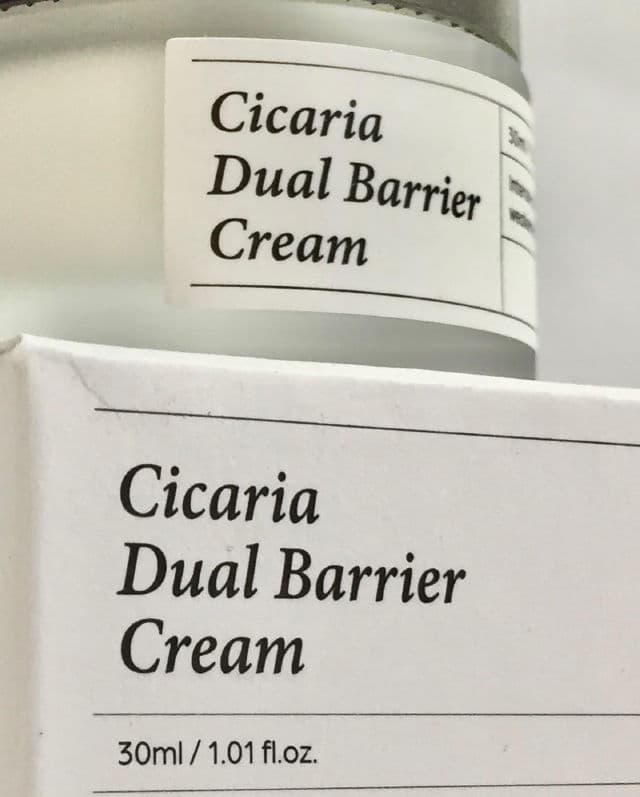 Cicaria
Dual Barrier
Cream
Cicaria
Dual Barrier
Cream
30ml / 1.01 fl.oz.